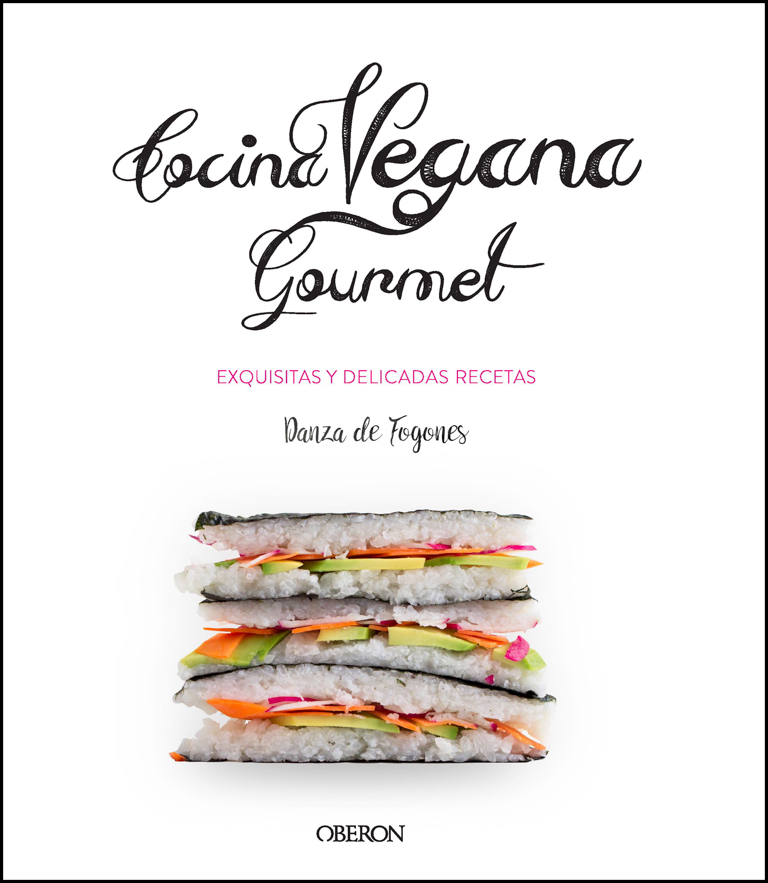 Cocina Vegana
Gourmet
EXQUISITAS Y DELICADAS RECETAS
Danza de Fogones
OBERON